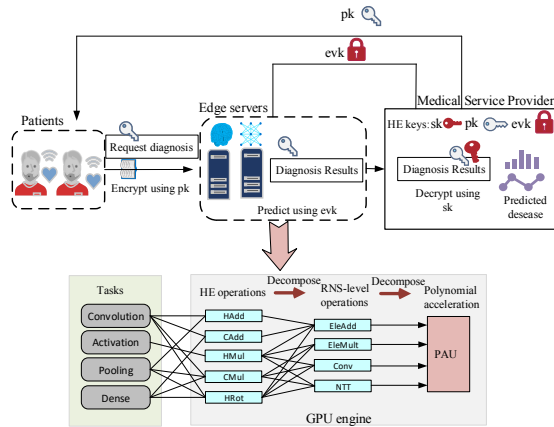 pk
evk
Medical Service Provider
Edge servers
Patients
HE keys: sk pk evk
Request diagnosis
Diagnosis Results
Diagnosis Results
Encrypt using pk
Decrypt using
sk
Predicted
desease
Predict using evk
Tasks
HE operations
Decompose
RNS-level
operations
Decompose
Polynomial
acceleration
Convolution
Activation
Pooling
Dense
HAdd
CAdd
HMul
CMul
HRot
EleAdd
EleMult
Conv
NTT
PAU
GPU engine